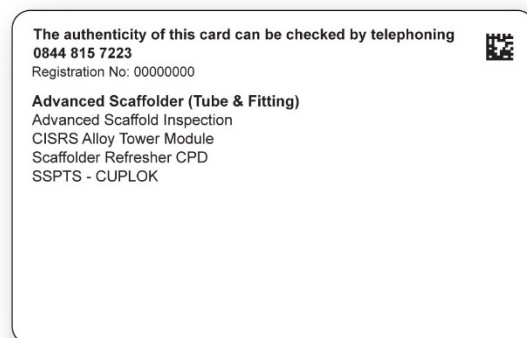 The authenticity of this card can be checked by telephoning
0844 815 7223
Registration No: 00000000
Advanced Scaffolder (Tube & Fitting)
Advanced Scaffold Inspection
CISRS Alloy Tower Module
Scaffolder Refresher CPD
SSPTS - CUPLOK